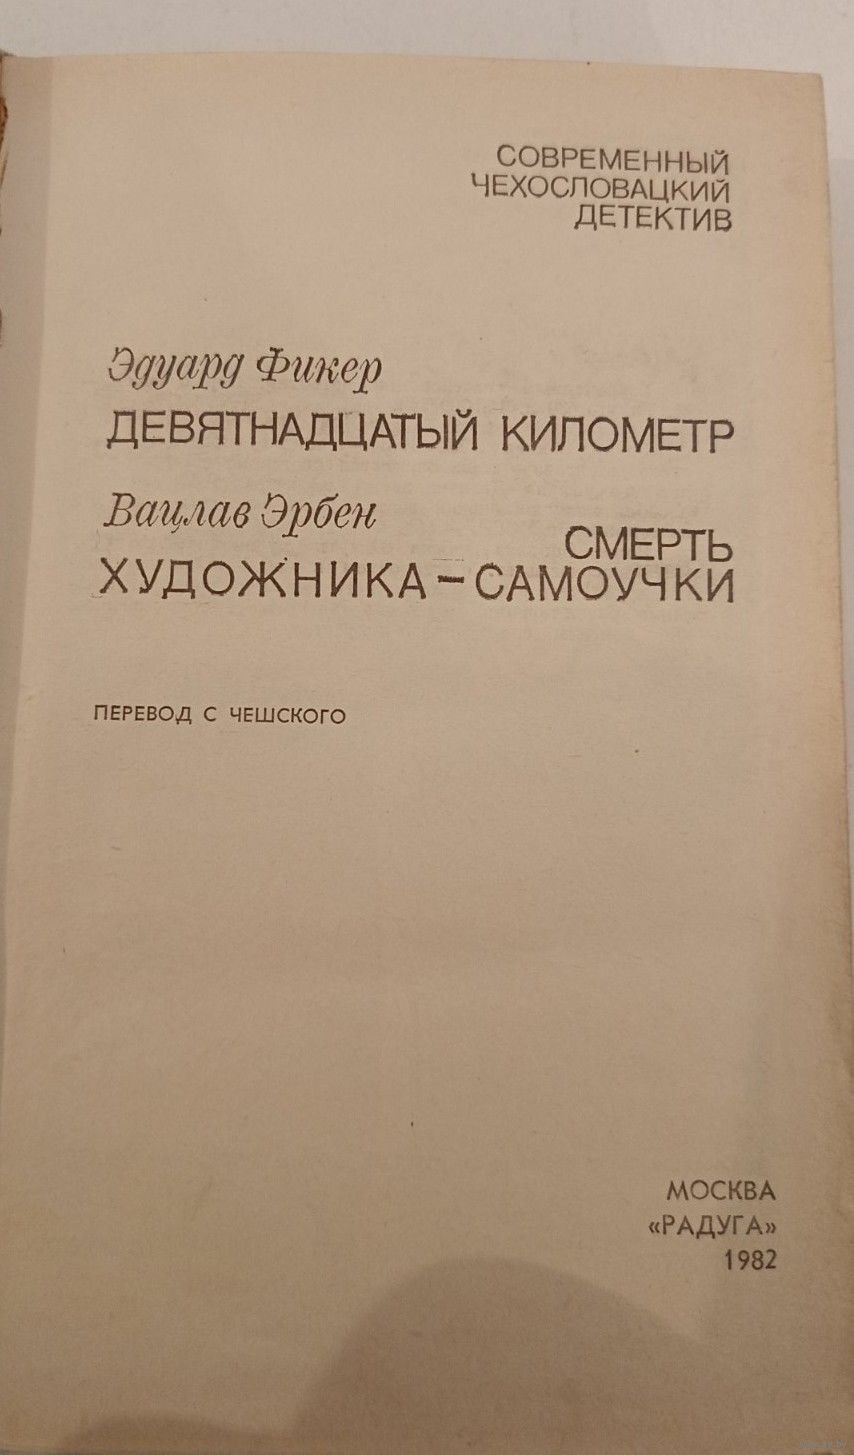 СОВРЕМЕННЫЙ
ЧЕХОСЛОВАЦКИЙ
ДЕТЕКТИВ
Эдуард Фикер
ДЕВЯТНАДЦАТЫЙ КИЛОМЕТР
Вацлав Эрбен
СМЕРТЬ
ХУДОЖНИКА-САМОУЧКИ
ПЕРЕВОД С ЧЕШСКОГО
МОСКВА
«РАДУГА»
1982